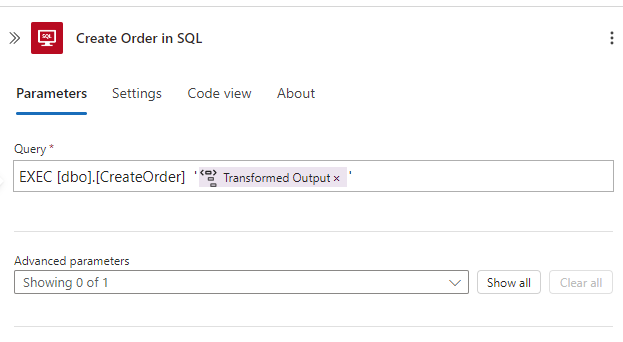 SQL
Create Order in SQL
Parameters Settings Code view About
Query *
EXEC [dbo].[CreateOrder] ' Transformed Output × '
Advanced parameters
Showing 0 of 1 Show all Clear all